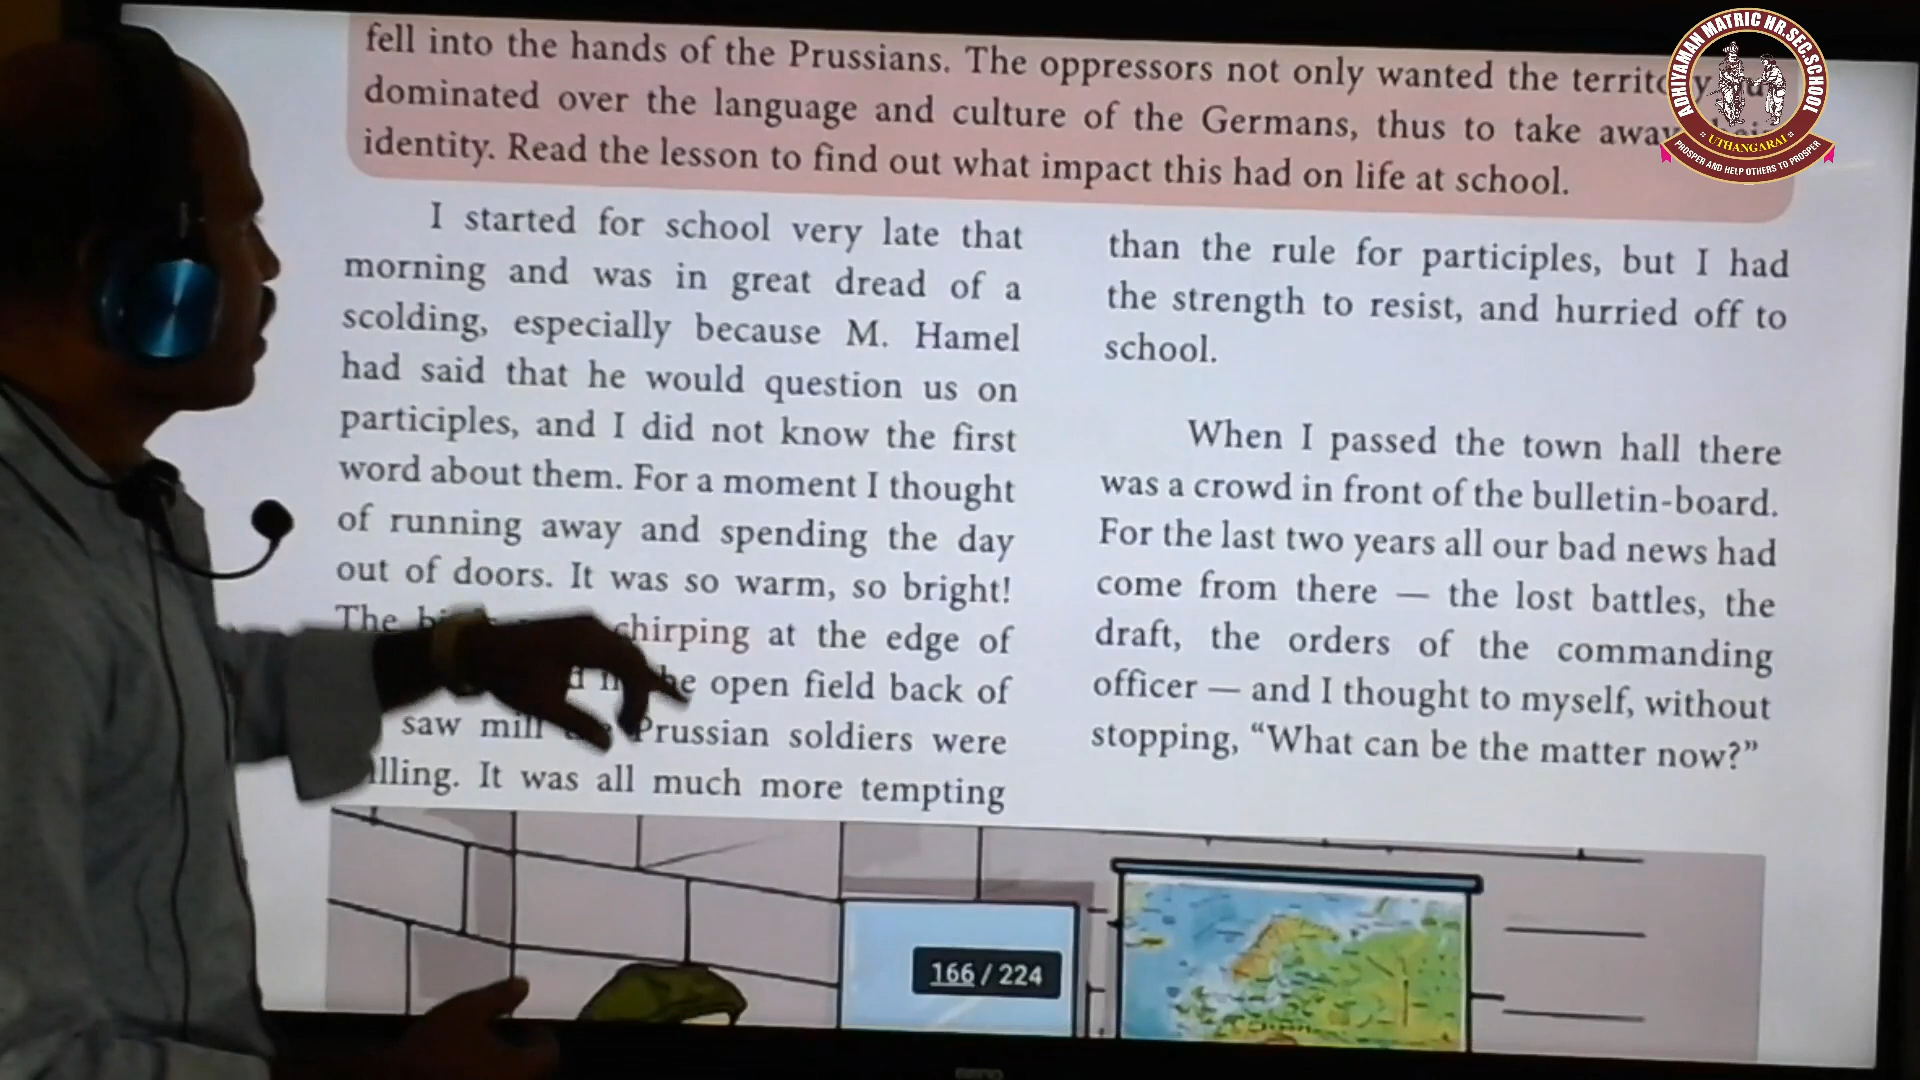 fell into the hands of the Prussians. The oppressors not only wanted the
dominated over the language and culture of the Germans, thus to take away
identity. Read the lesson to find out what impact this had on life at school.
I started for school very late that
morning and was in great dread of a
scolding, especially because M. Hamel
had said that he would question us on
participles, and I did not know the first
word about them. For a moment I thought
of running away and spending the day
out of doors. It was so warm, so bright!
The chirping at the edge of
open field back of
saw mill Prussian soldiers were
It was all much more tempting
than the rule for participles, but I had
the strength to resist, and hurried off to
school.
When I passed the town hall there
was a crowd in front of the bulletin-board.
For the last two years all our bad news had
come from there — the lost battles, the
draft, the orders of the commanding
officer — and I thought to myself, without
stopping, “What can be the matter now?”
166 / 224
ADHIYAMAN MATRIC HR.SEC.SCHOOL
UTHANGARAI
PROSPER AND HELP OTHERS TO PROSPER